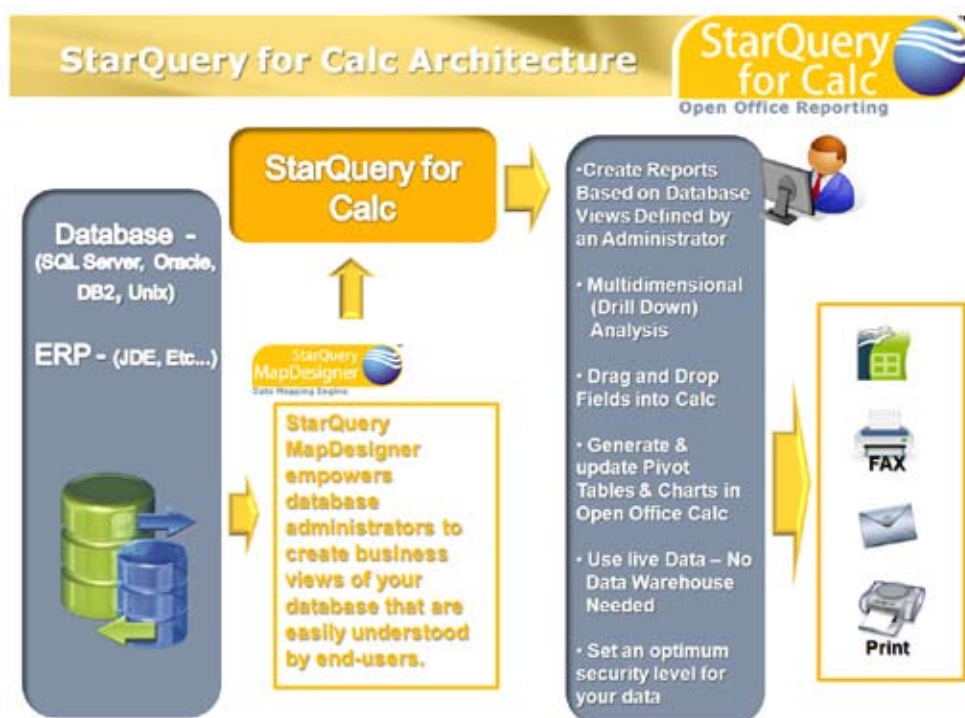 StarQuery for Calc Architecture
StarQuery
for Calc
Open Office Reporting
Database -
(SQL Server, Oracle,
DB2, Unix)
ERP - (JDE, Etc...)
StarQuery for
Calc
StarQuery
MapDesigner
Data Mapping Engine
StarQuery
MapDesigner
empowers
database
administrators to
create business
views of your
database that are
easily understood
by end-users.
•Create Reports
Based on Database
Views Defined by
an Administrator
• Multidimensional
(Drill Down)
Analysis
• Drag and Drop
Fields into Calc
• Generate &
update Pivot
Tables & Charts in
Open Office Calc
• Use live Data – No
Data Warehouse
Needed
• Set an optimum
security level for
your data
FAX
Print